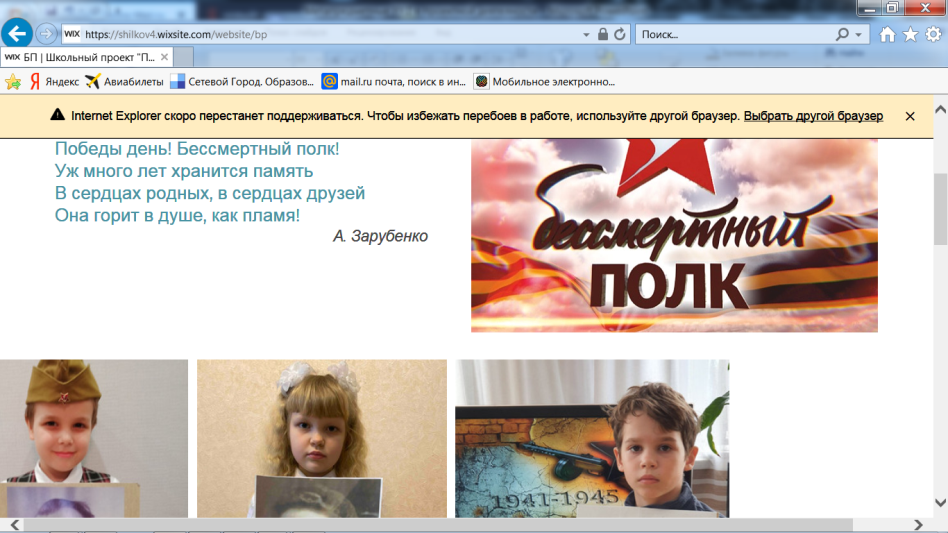 WIX https://shilkov4.wixsite.com/website/bp
Поиск...
WIX БП | Школьный проект "П...
Яндекс Авиабилеты Сетевой Город. Образов... mail.ru почта, поиск в ин... Мобильное электронно...
Internet Explorer скоро перестанет поддерживаться. Чтобы избежать перебоев в работе, используйте другой браузер. Выбрать другой браузер
Победы день! Бессмертный полк!
Уж много лет хранится память
В сердцах родных, в сердцах друзей
Она горит в душе, как пламя!
А. Зарубенко
бессмертный
ПОЛК
1941-1945